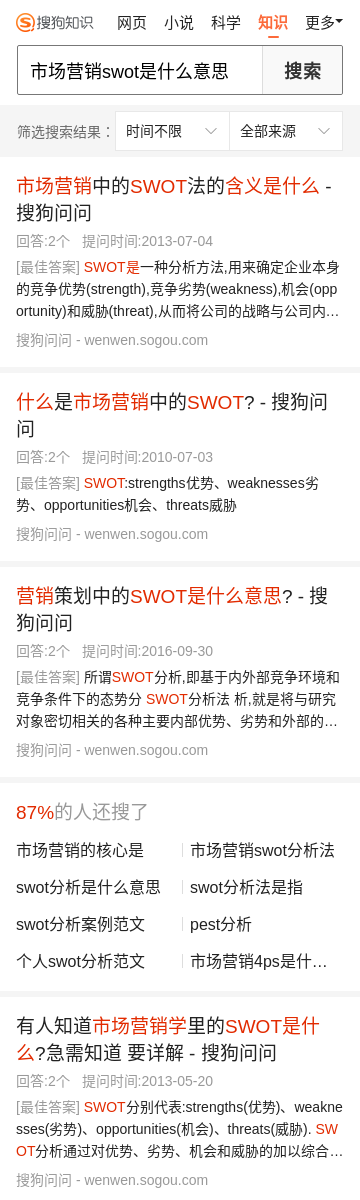 搜狗知识 网页 小说 科学 知识 更多
市场营销swot是什么意思 搜索
筛选搜索结果： 时间不限 全部来源
市场营销中的SWOT法的含义是什么 -
搜狗问问
回答:2个 提问时间:2013-07-04
[最佳答案] SWOT是一种分析方法,用来确定企业本身
的竞争优势(strength),竞争劣势(weakness),机会(opp
ortunity)和威胁(threat),从而将公司的战略与公司内...
搜狗问问 - wenwen.sogou.com
什么是市场营销中的SWOT? - 搜狗问
问
回答:2个 提问时间:2010-07-03
[最佳答案] SWOT:strengths优势、weaknesses劣
势、opportunities机会、threats威胁
搜狗问问 - wenwen.sogou.com
营销策划中的SWOT是什么意思? - 搜
狗问问
回答:2个 提问时间:2016-09-30
[最佳答案] 所谓SWOT分析,即基于内外部竞争环境和
竞争条件下的态势分 SWOT分析法 析,就是将与研究
对象密切相关的各种主要内部优势、劣势和外部的...
搜狗问问 - wenwen.sogou.com
87%的人还搜了
市场营销的核心是 市场营销swot分析法
swot分析是什么意思 swot分析法是指
swot分析案例范文 pest分析
个人swot分析范文 市场营销4ps是什...
有人知道市场营销学里的SWOT是什
么?急需知道 要详解 - 搜狗问问
回答:2个 提问时间:2013-05-20
[最佳答案] SWOT分别代表:strengths(优势)、weakne
sses(劣势)、opportunities(机会)、threats(威胁). SW
OT分析通过对优势、劣势、机会和威胁的加以综合...
搜狗问问 - wenwen.sogou.com